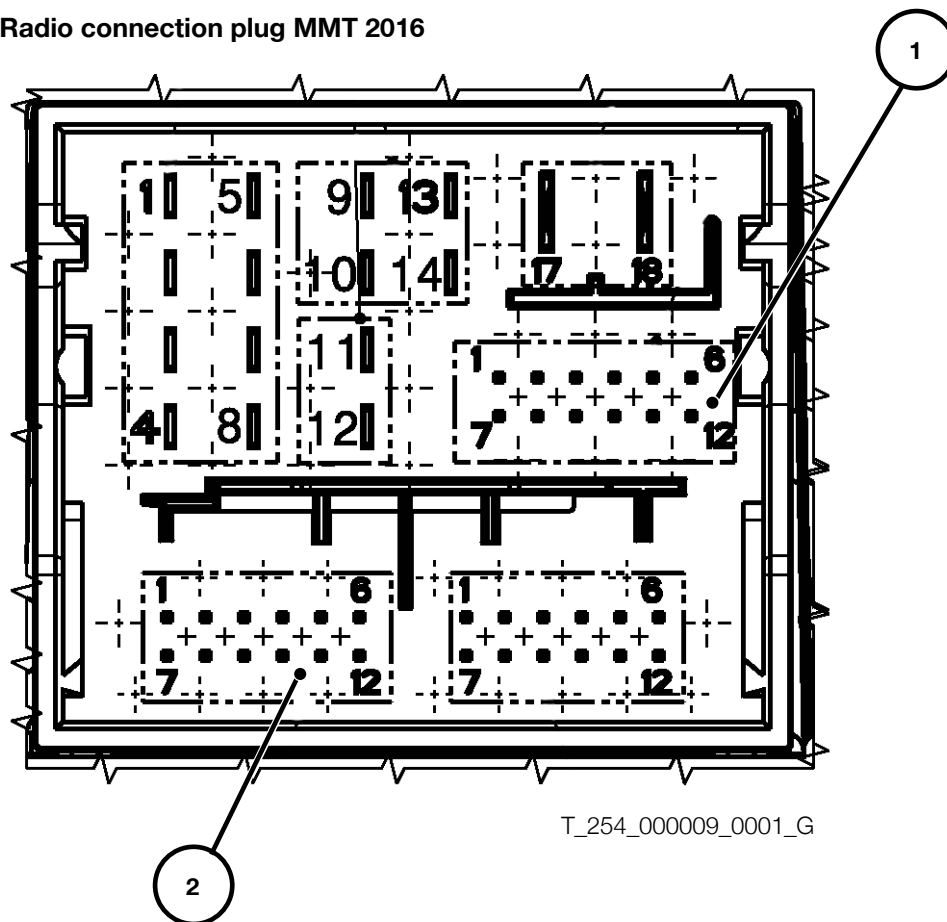 Radio connection plug MMT 2016
1
1 5 9 13
10 14 17 18
11 1 6
4 8 12 7 12
1 6 1 6
7 12 7 12
T_254_000009_0001_G
2